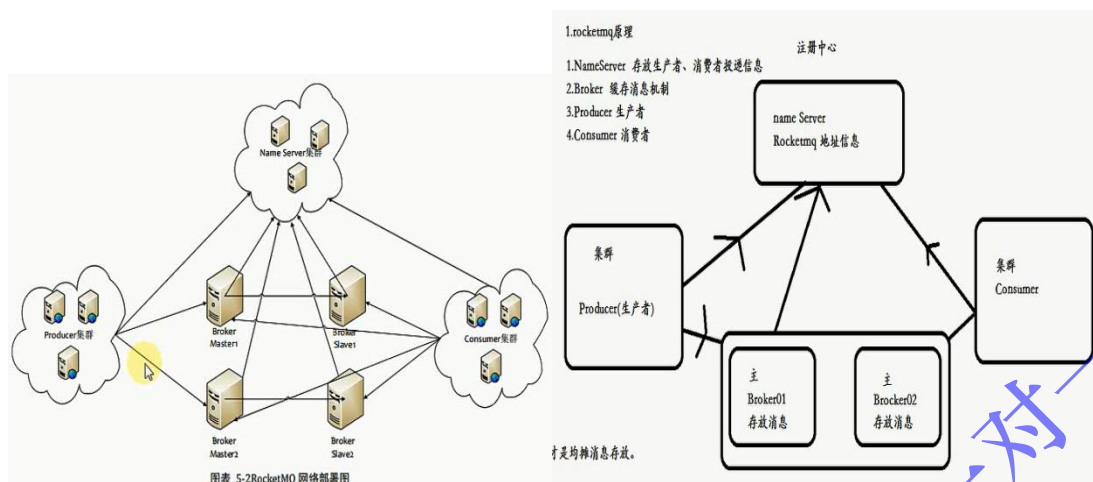 Name Server集群
Producer集群
Broker
Master1
Broker
Slave1
Consumer集群
Broker
Master2
Broker
Slave2
图表 5-2RocketMQ 网络部署图
1.rocketmq原理
注册中心
1.NameServer 存放生产者、消费者投递信息
2.Broker 缓存消息机制
3.Producer 生产者
4.Consumer 消费者
name Server
Rocketmq 地址信息
集群
Producer(生产者)
集群
Consumer
主
Broker01
存放消息
主
Brocker02
存放消息
才是均摊消息存放。
对